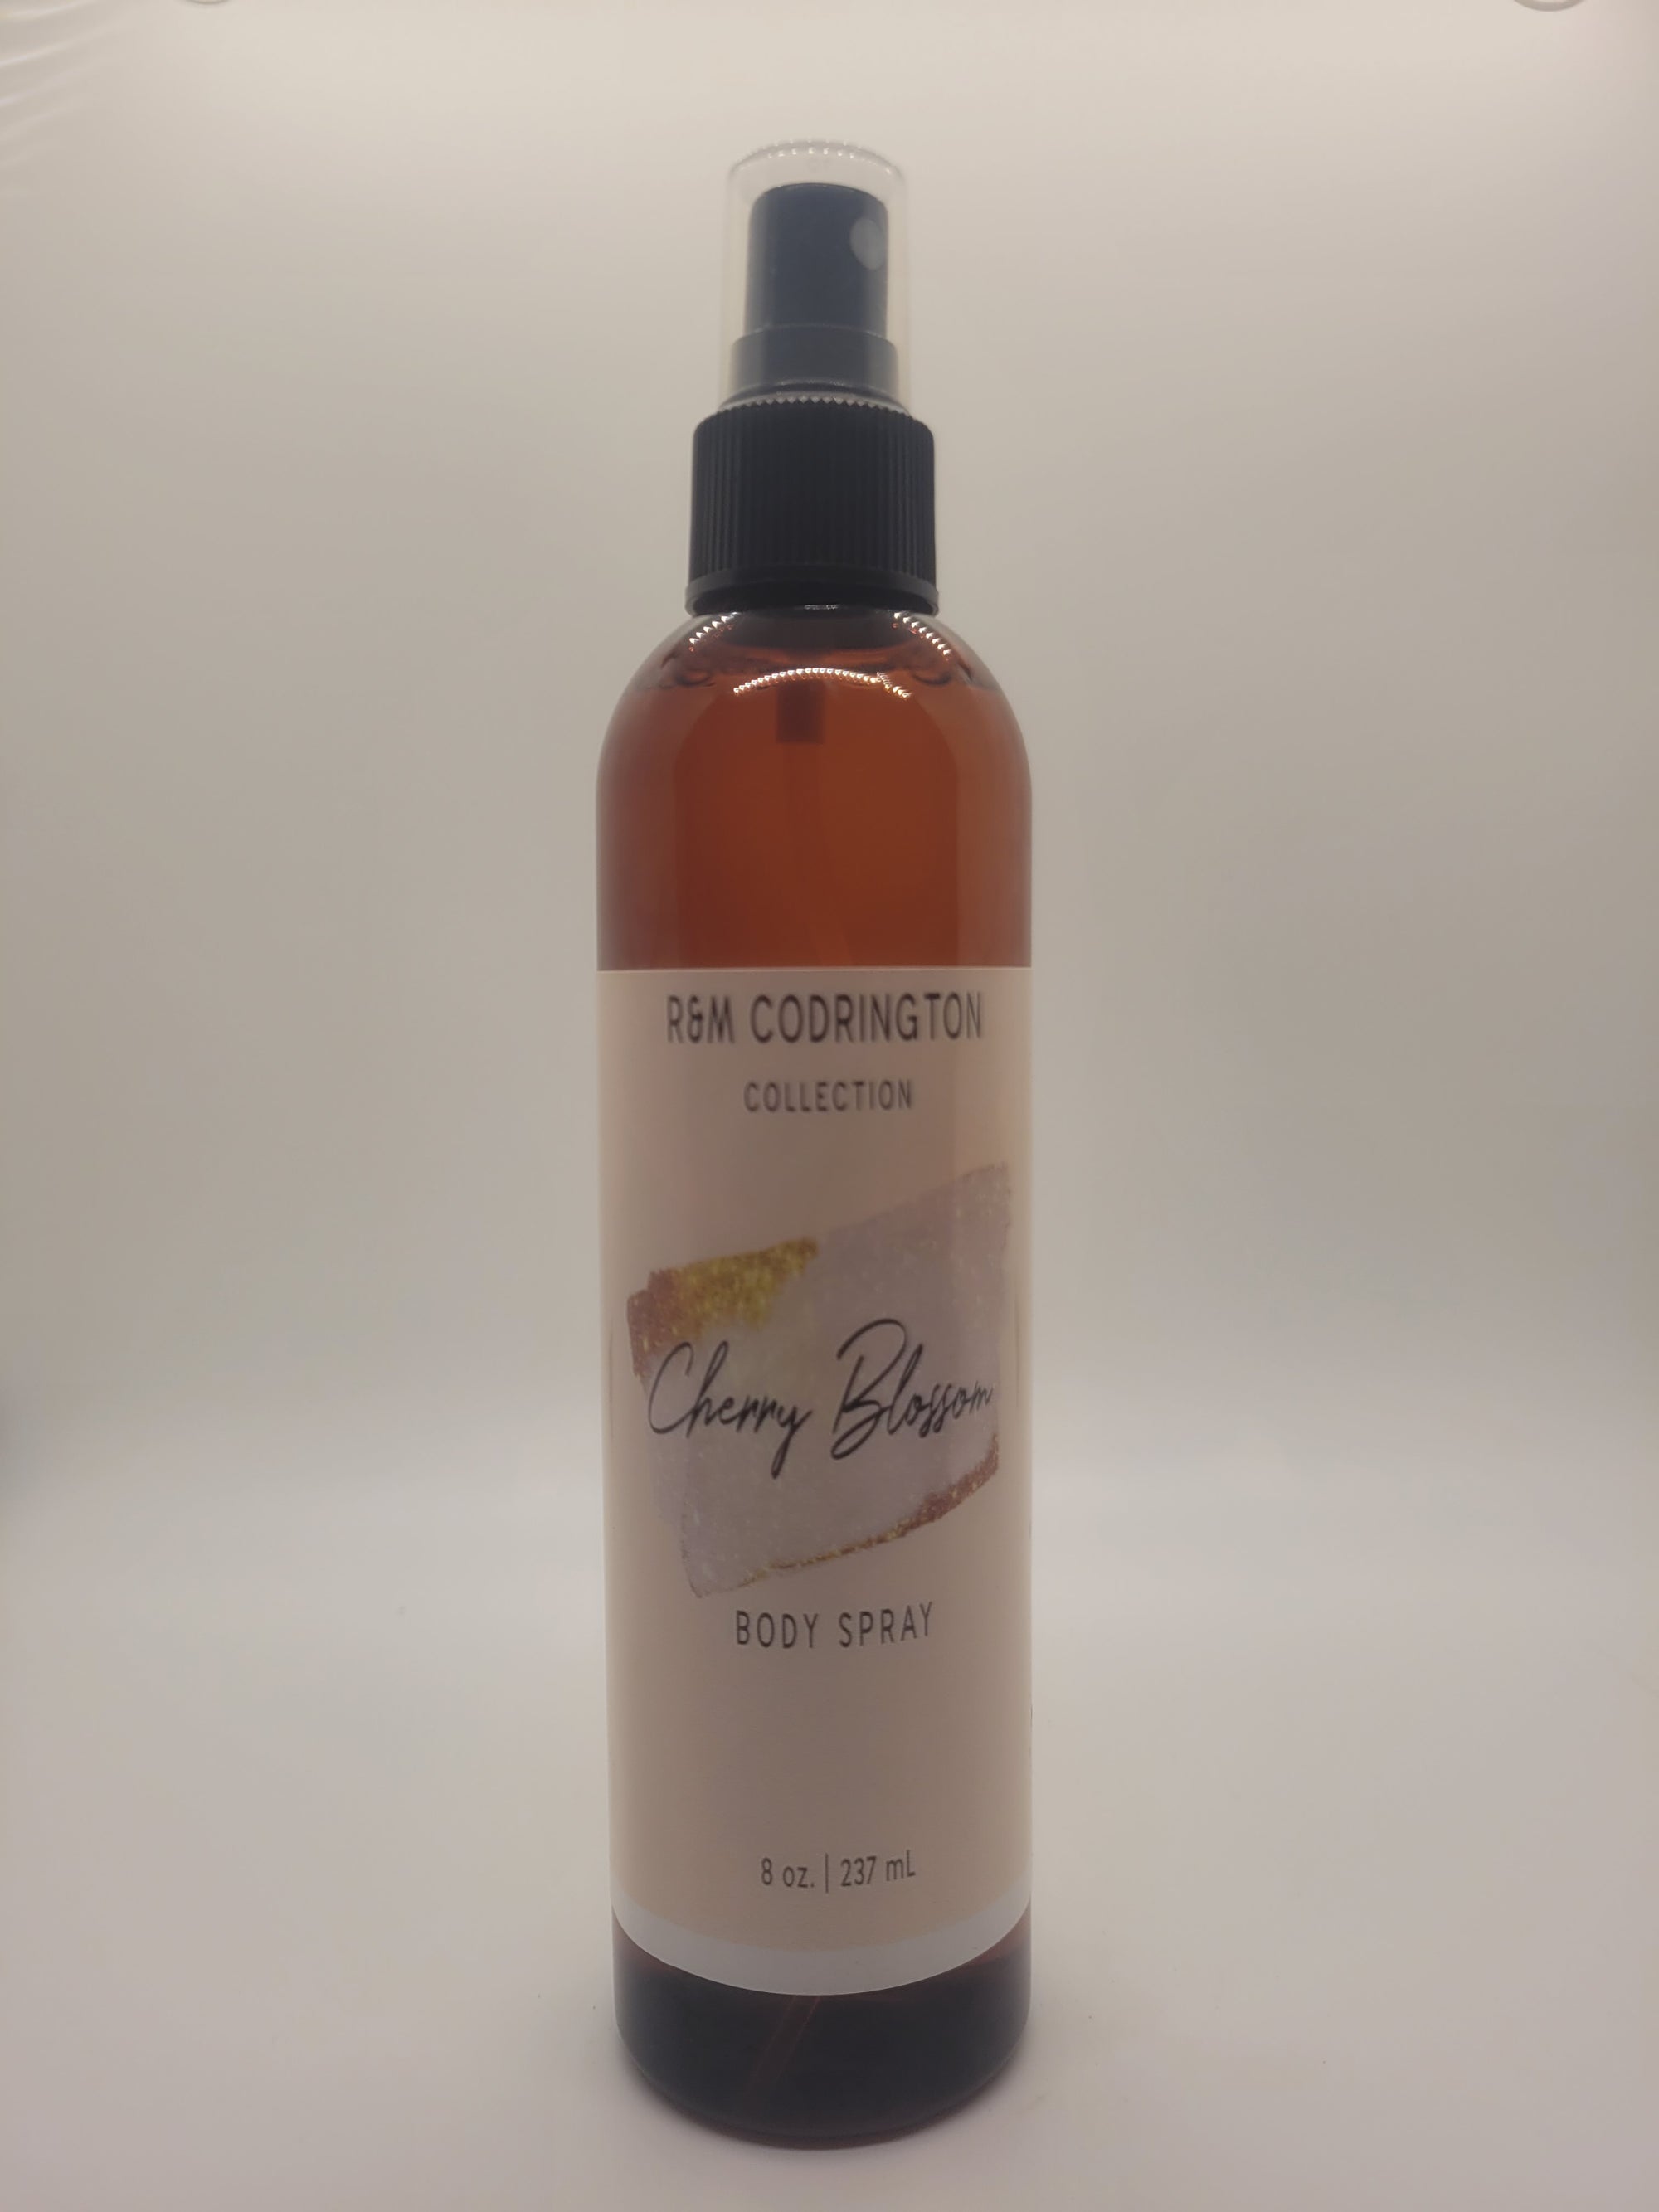 R&M CODRINGTON
COLLECTION
Cherry Blossom
BODY SPRAY
8 oz. | 237 mL